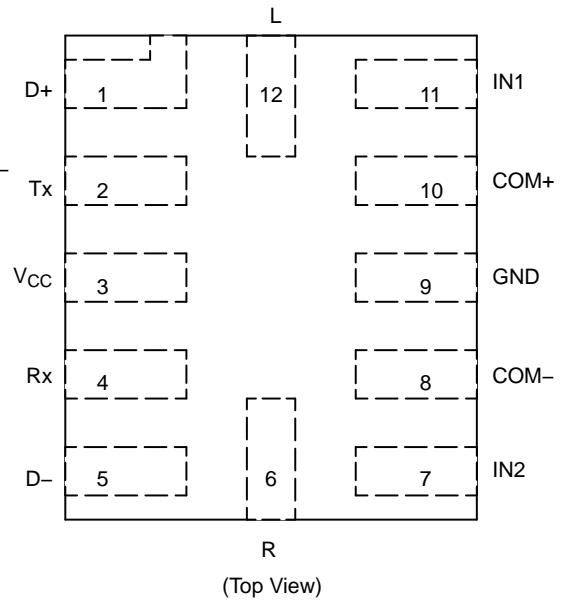 L
D+ 1 12 11 IN1
Tx 2 10 COM+
VCC 3 9 GND
Rx 4 8 COM−
D− 5 6 7 IN2
R
(Top View)